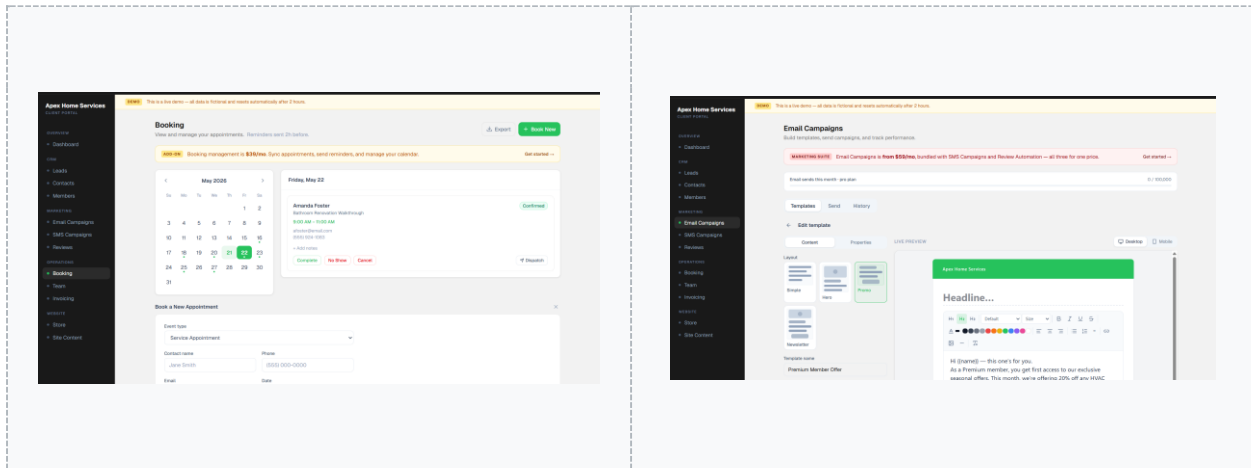 Apex Home Services
CLIENT PORTAL
OVERVIEW
Dashboard
CRM
Leads
Contacts
Members
MARKETING
Email Campaigns
SMS Campaigns
Reviews
OPERATIONS
Booking
Team
Invoicing
WEBSITE
Store
Site Content
DEMO This is a live demo — all data is fictional and resets automatically after 2 hours.
Booking
View and manage your appointments. Reminders sent 2h before.
Export
+ Book New
ADD-ON Booking management is $39/mo. Sync appointments, send reminders, and manage your calendar. Get started →
‹ May 2026 ›
Su Mo Tu We Th Fr Sa
1 2
3 4 5 6 7 8 9
10 11 12 13 14 15 16
17 18 19 20 21 22 23
24 25 26 27 28 29 30
31
Friday, May 22
Amanda Foster Confirmed
Bathroom Renovation Walkthrough
9:00 AM – 11:00 AM
+ Add notes
Complete No Show Cancel Dispatch
Book a New Appointment ×
Event type
Service Appointment
Contact name Phone
Jane Smith (555) 000-0000
Email Date
Apex Home Services
CLIENT PORTAL
OVERVIEW
Dashboard
CRM
Leads
Contacts
Members
MARKETING
Email Campaigns
SMS Campaigns
Reviews
OPERATIONS
Booking
Team
Invoicing
WEBSITE
Store
Site Content
DEMO This is a live demo — all data is fictional and resets automatically after 2 hours.
Email Campaigns
Build templates, send campaigns, and track performance.
MARKETING SUITE Email Campaigns is from $59/mo, bundled with SMS Campaigns and Review Automation — all three for one price. Get started →
Email sends this month · pro plan: 0 / 100,000
Templates Send History
← Edit template
Content Properties
LIVE PREVIEW
Desktop Mobile
Layout
Simple
Hero
Promo
Newsletter
Template name
Premium Member Offer
Apex Home Services
Headline...
H1 H2 H3 Default Size B I U S
Hi {{name}} — this one's for you.
As a Premium member, you get first access to our exclusive
seasonal offers. This month, we're offering 20% off any HVAC